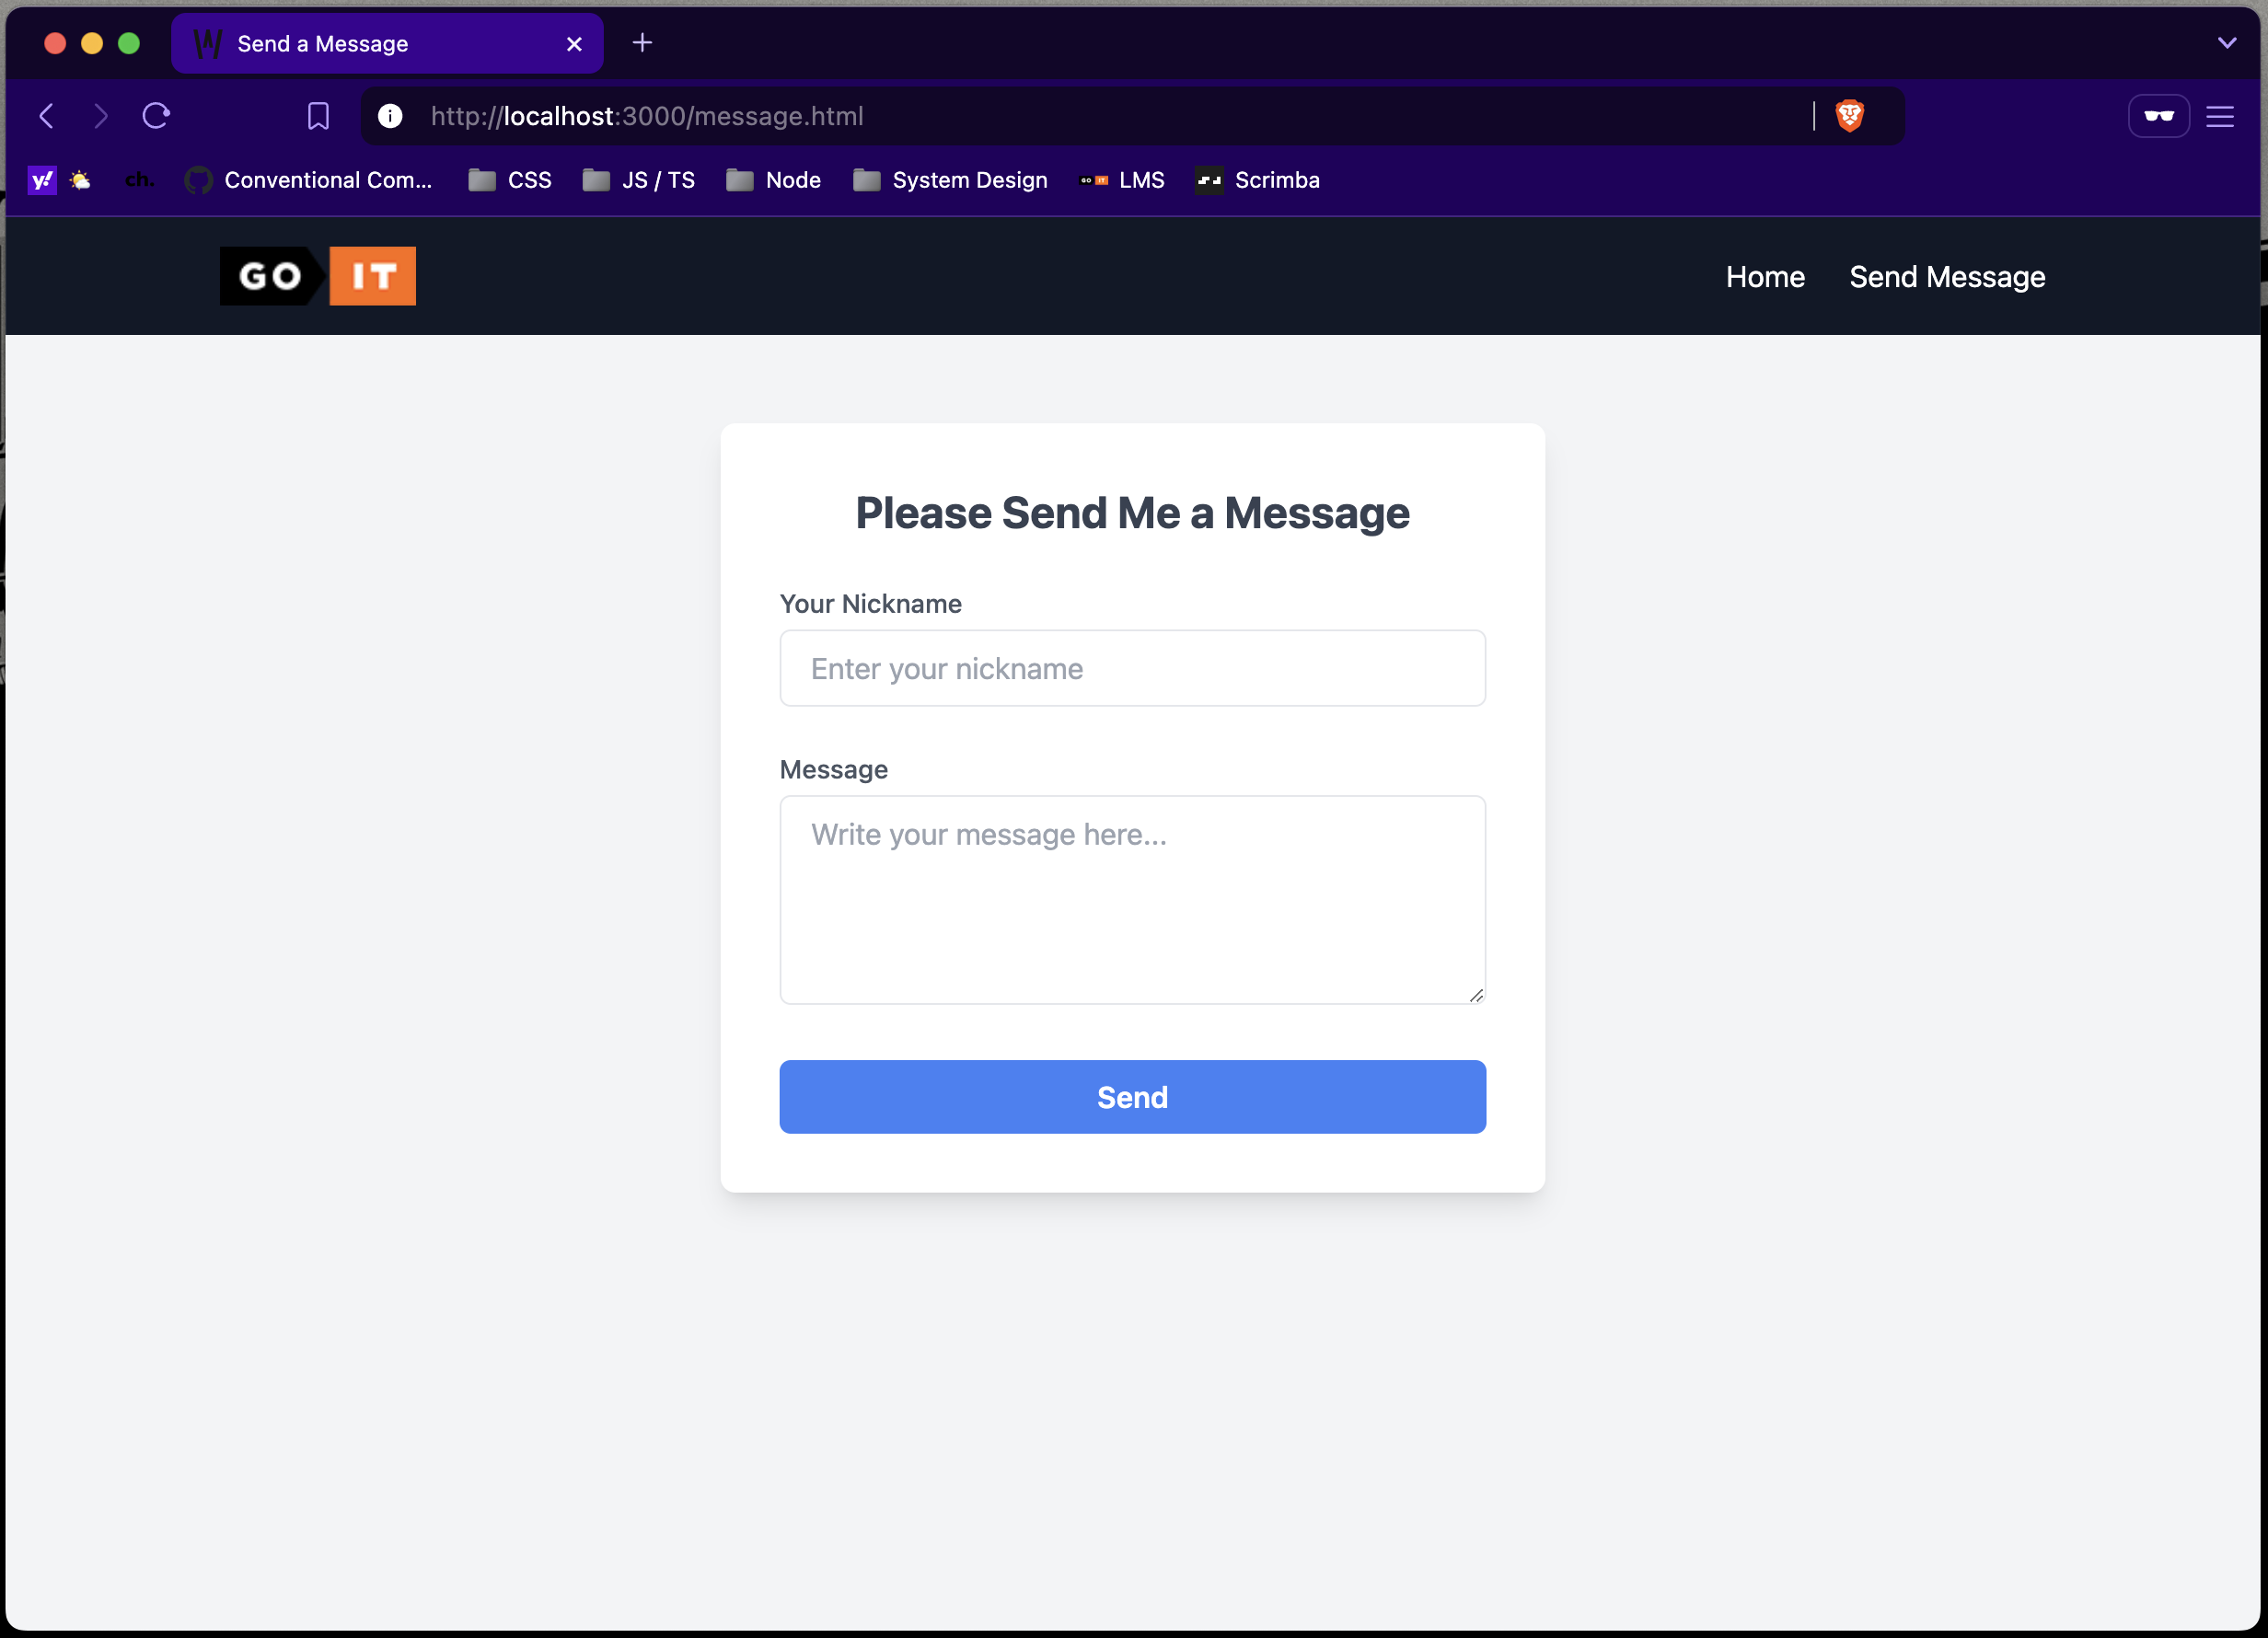 Send a Message
http://localhost:3000/message.html
y! ch. Conventional Com... CSS JS / TS Node System Design GO IT LMS Scrimba
GO IT
Home Send Message
Please Send Me a Message
Your Nickname
Enter your nickname
Message
Write your message here...
Send